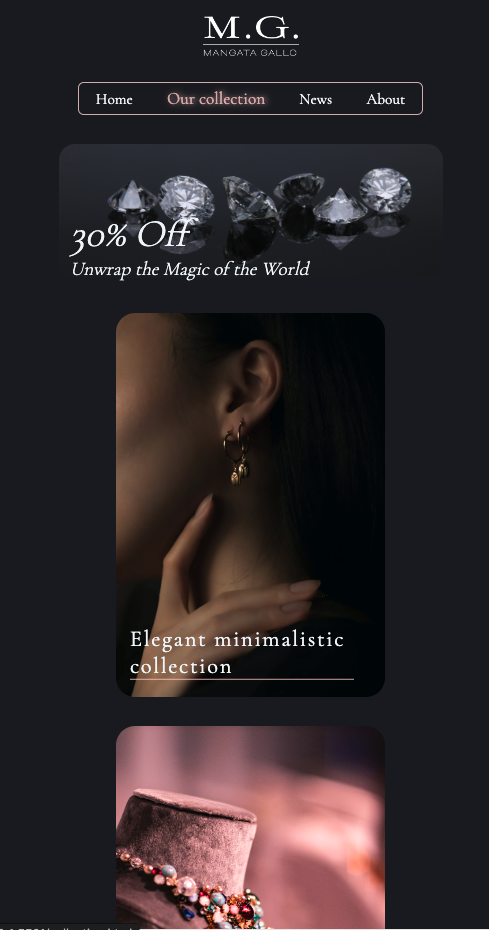 M.G.
MANGATA GALLO
Home
Our collection
News
About
30% Off
Unwrap the Magic of the World
Elegant minimalistic
collection